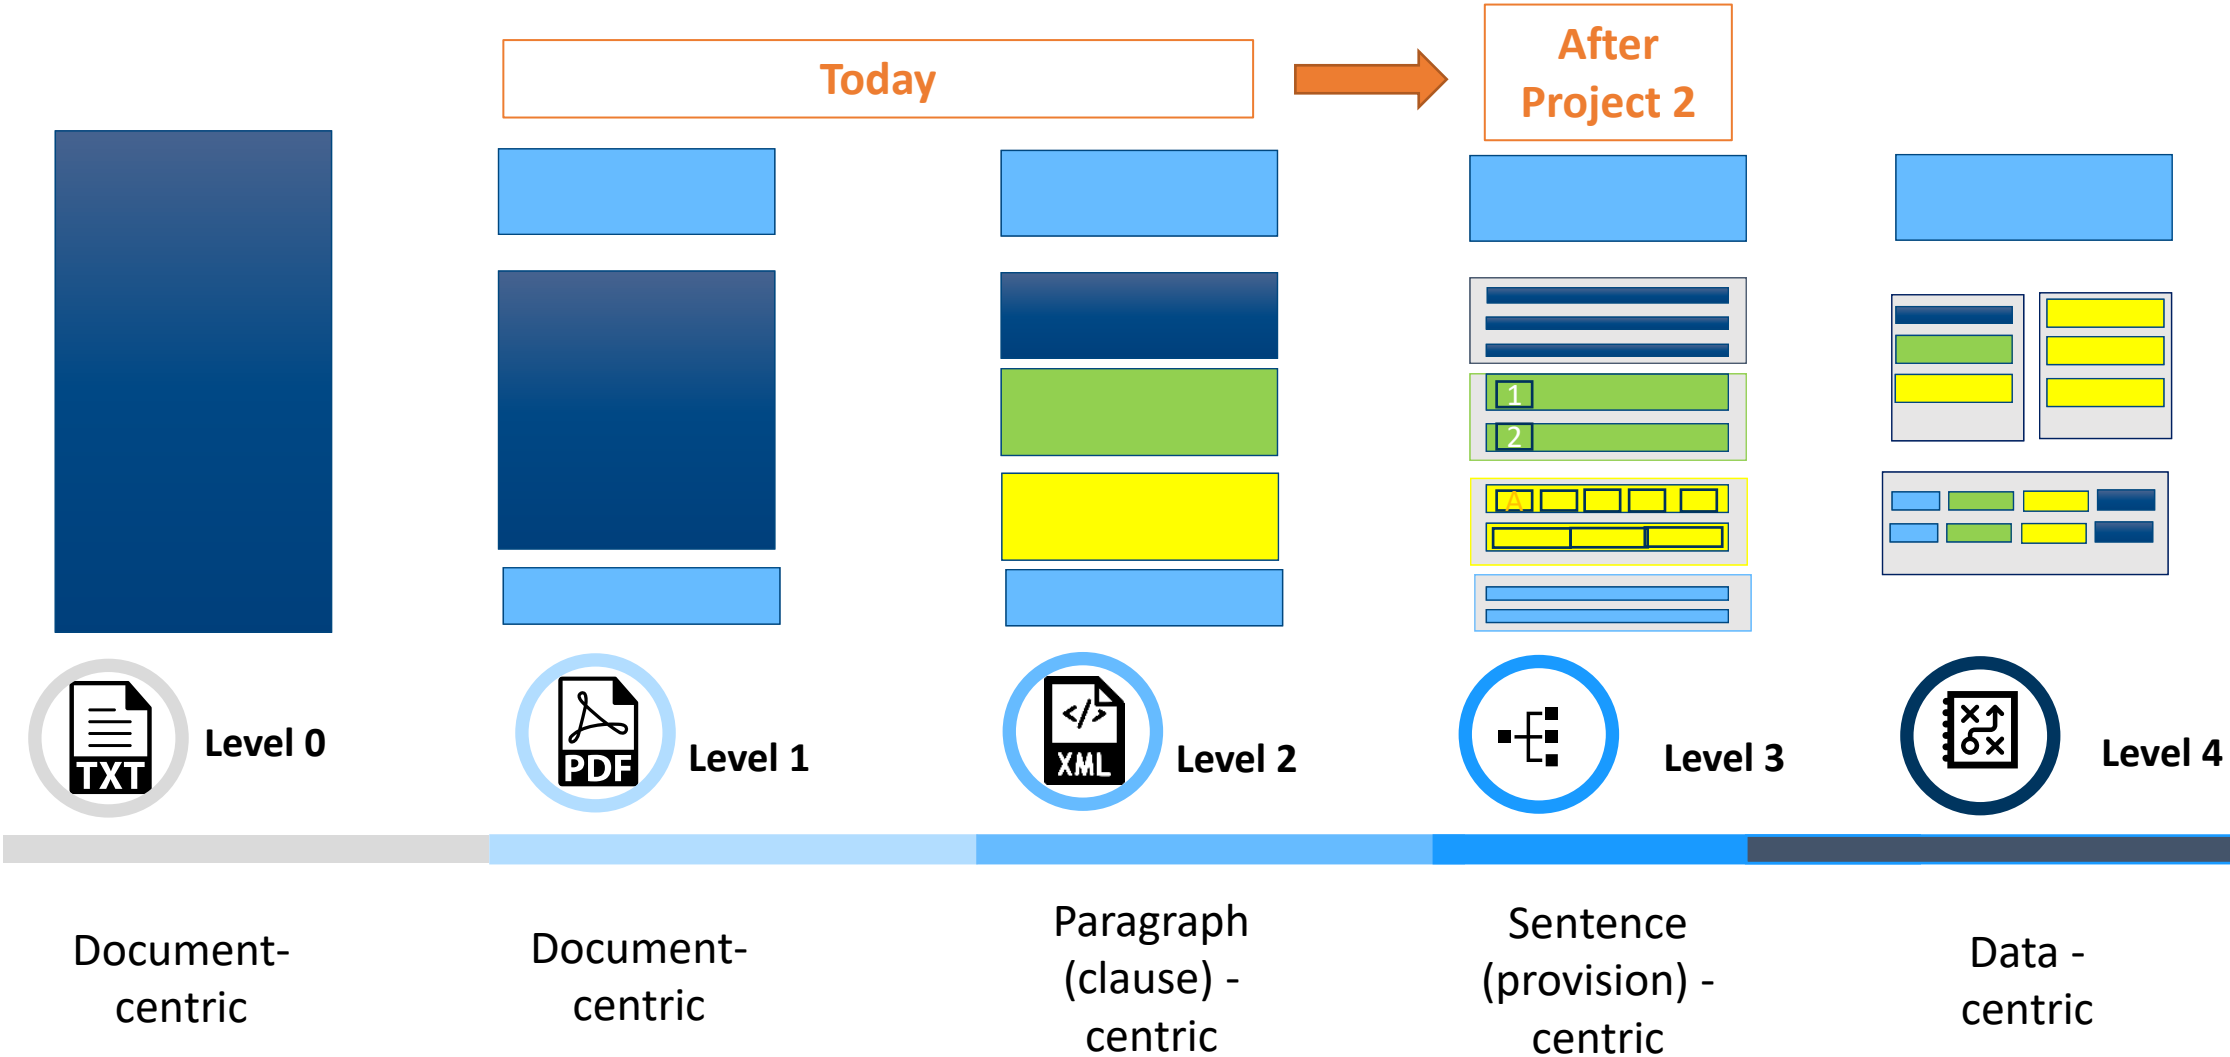 Today
After
Project 2
1
2
A
TXT
Level 0
PDF
Level 1
</>
XML
Level 2
Level 3
Level 4
Document-
centric
Document-
centric
Paragraph
(clause) -
centric
Sentence
(provision) -
centric
Data -
centric